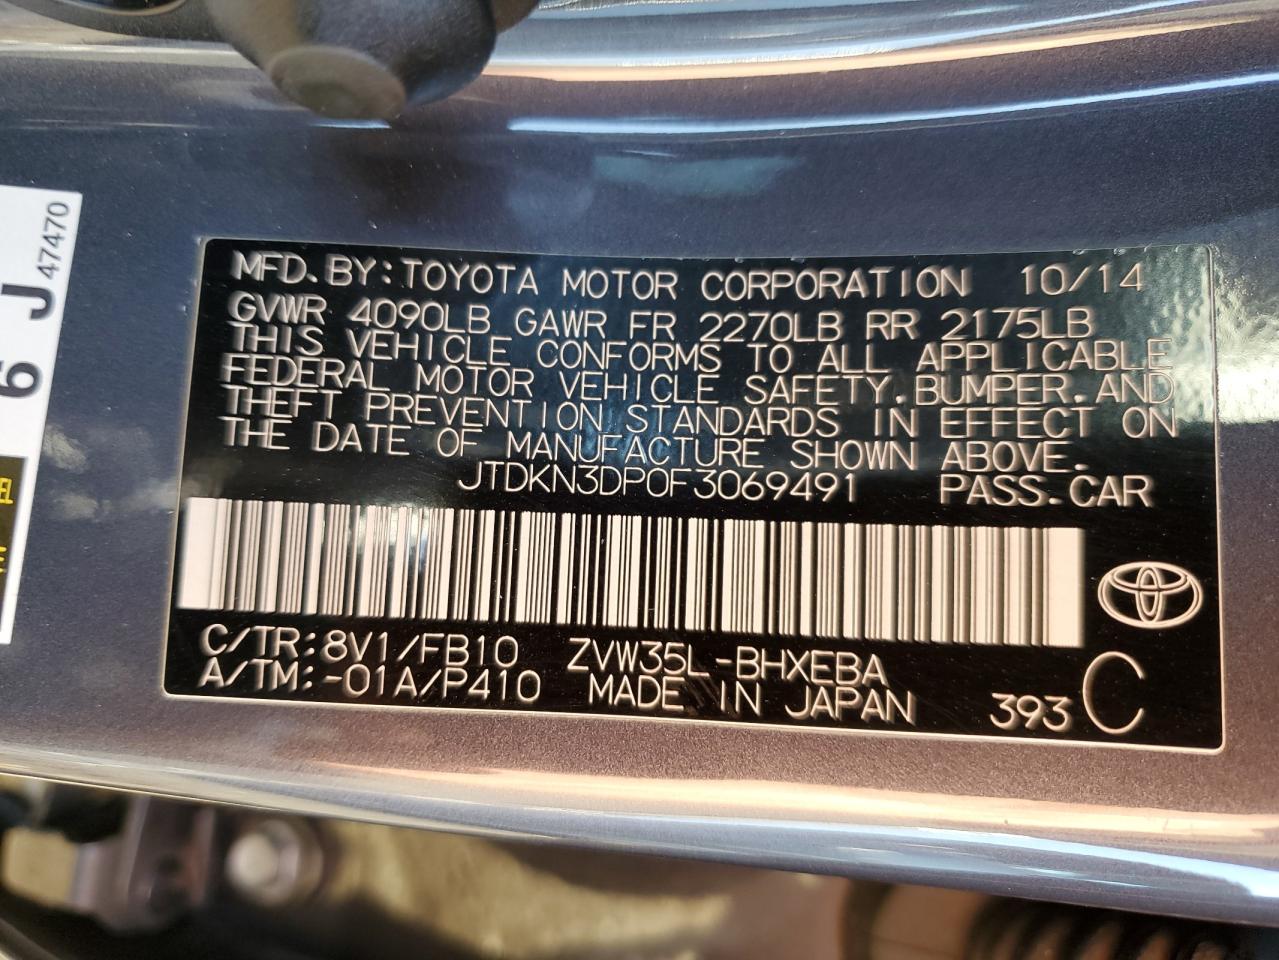 MFD. BY:TOYOTA MOTOR CORPORATION 10/14
GVWR 4090LB GAWR FR 2270LB RR 2175LB
THIS VEHICLE CONFORMS TO ALL APPLICABLE
FEDERAL MOTOR VEHICLE SAFETY, BUMPER, AND
THEFT PREVENTION STANDARDS IN EFFECT ON
THE DATE OF MANUFACTURE SHOWN ABOVE.
JTDKN3DP0F3069491 PASS. CAR
C/TR:8V1/FB10 ZVW35L-BHXEBA
A/TM:-01A/P410 MADE IN JAPAN 393 C
6 J 47470